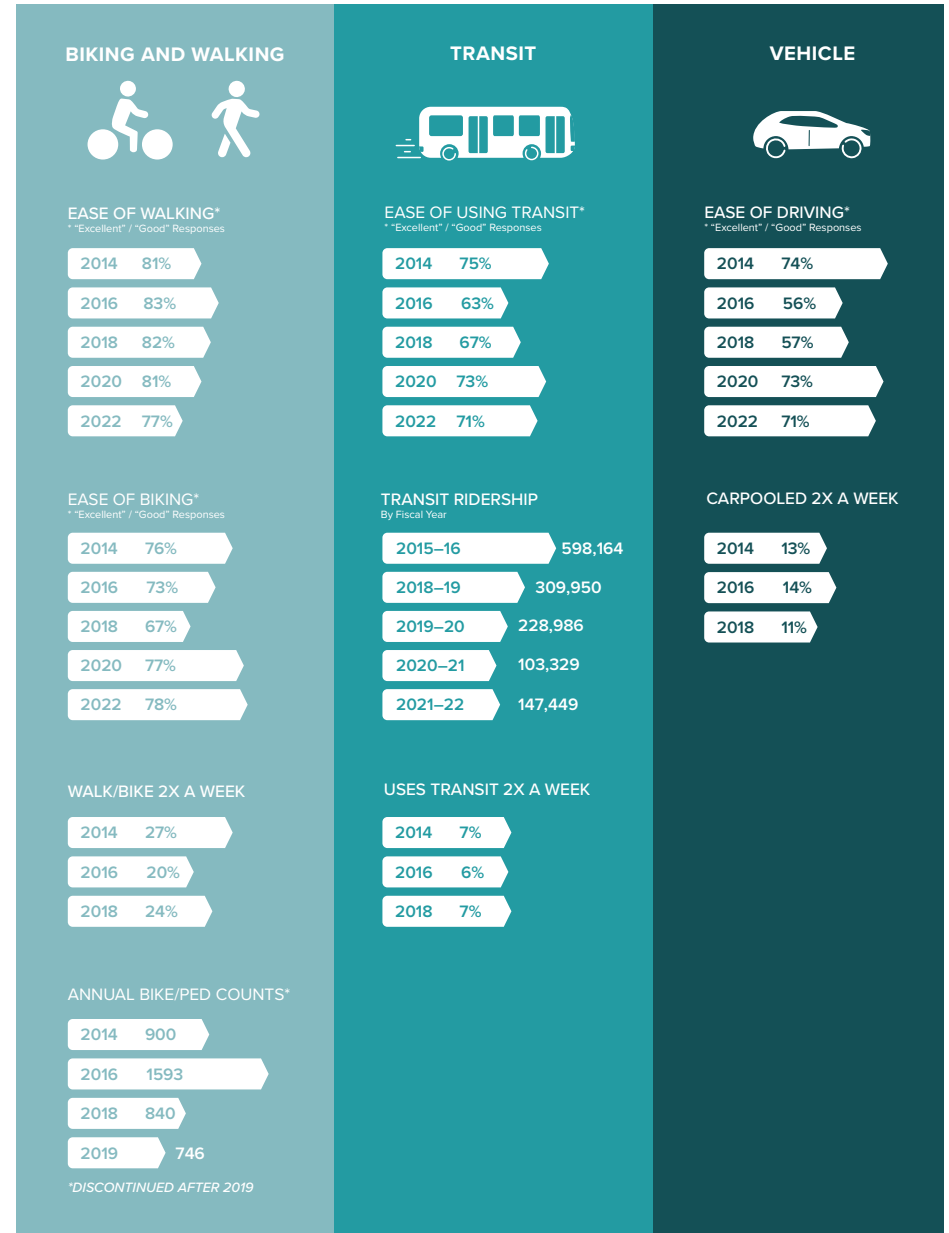 BIKING AND WALKING
EASE OF WALKING*
* “Excellent” / “Good” Responses
2014 81%
2016 83%
2018 82%
2020 81%
2022 77%
EASE OF BIKING*
* “Excellent” / “Good” Responses
2014 76%
2016 73%
2018 67%
2020 77%
2022 78%
WALK/BIKE 2X A WEEK
2014 27%
2016 20%
2018 24%
ANNUAL BIKE/PED COUNTS*
2014 900
2016 1593
2018 840
2019 746
*DISCONTINUED AFTER 2019
TRANSIT
EASE OF USING TRANSIT*
* “Excellent” / “Good” Responses
2014 75%
2016 63%
2018 67%
2020 73%
2022 71%
TRANSIT RIDERSHIP
By Fiscal Year
2015–16 598,164
2018–19 309,950
2019–20 228,986
2020–21 103,329
2021–22 147,449
USES TRANSIT 2X A WEEK
2014 7%
2016 6%
2018 7%
VEHICLE
EASE OF DRIVING*
* “Excellent” / “Good” Responses
2014 74%
2016 56%
2018 57%
2020 73%
2022 71%
CARPOOLED 2X A WEEK
2014 13%
2016 14%
2018 11%